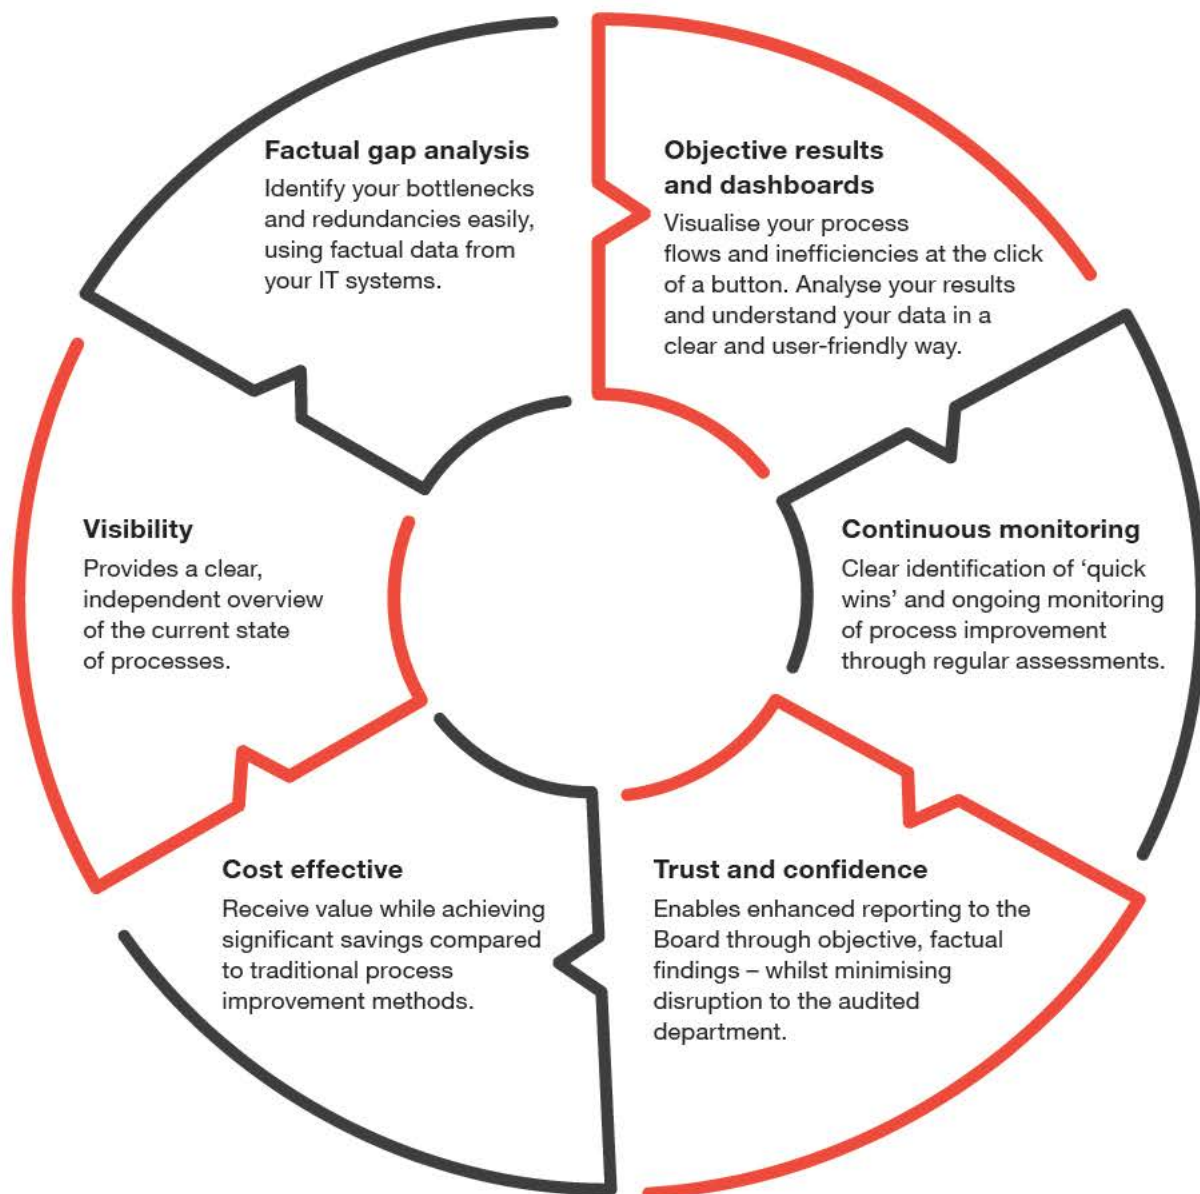 Factual gap analysis
Identify your bottlenecks
and redundancies easily,
using factual data from
your IT systems.
Objective results
and dashboards
Visualise your process
flows and inefficiencies at the click
of a button. Analyse your results
and understand your data in a
clear and user-friendly way.
Visibility
Provides a clear,
independent overview
of the current state
of processes.
Continuous monitoring
Clear identification of ‘quick
wins’ and ongoing monitoring
of process improvement
through regular assessments.
Cost effective
Receive value while achieving
significant savings compared
to traditional process
improvement methods.
Trust and confidence
Enables enhanced reporting to the
Board through objective, factual
findings – whilst minimising
disruption to the audited
department.